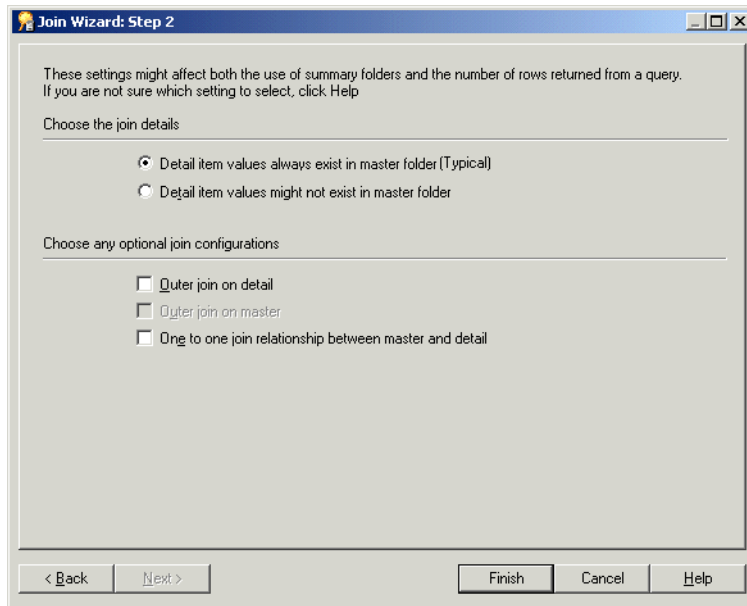 Join Wizard: Step 2
These settings might affect both the use of summary folders and the number of rows returned from a query.
If you are not sure which setting to select, click Help
Choose the join details
Detail item values always exist in master folder (Typical)
Detail item values might not exist in master folder
Choose any optional join configurations
Outer join on detail
Outer join on master
One to one join relationship between master and detail
< Back Next > Finish Cancel Help